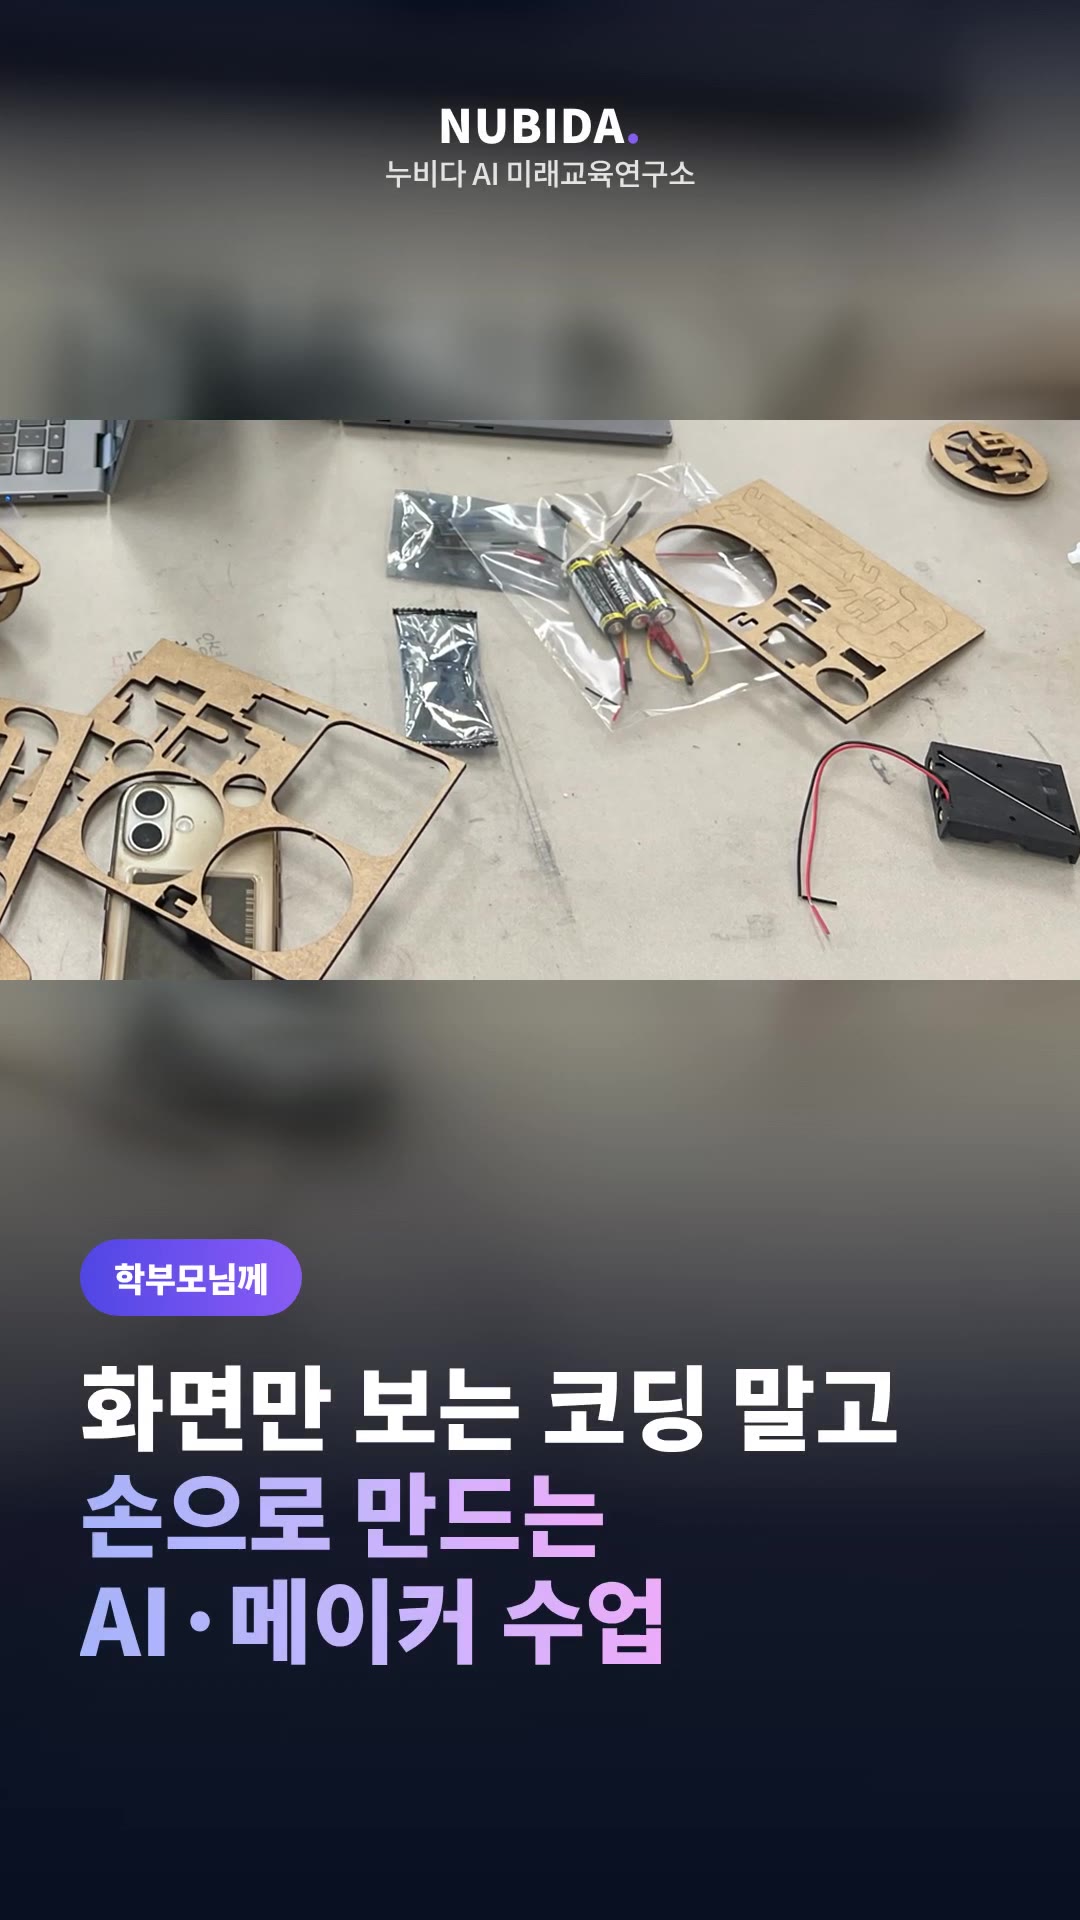 NUBIDA.
누비다 AI 미래교육연구소
학부모님께
화면만 보는 코딩 말고
손으로 만드는
AI·메이커 수업